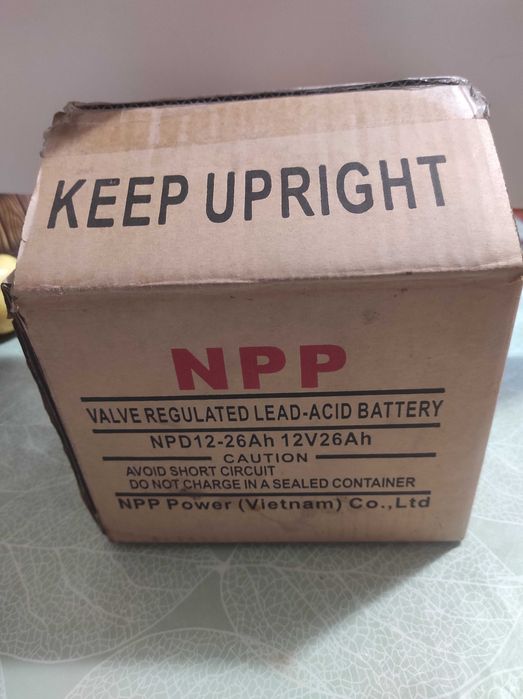 KEEP UPRIGHT
NPP
VALVE REGULATED LEAD-ACID BATTERY
NPD12-26Ah 12V26Ah
CAUTION
AVOID SHORT CIRCUIT
DO NOT CHARGE IN A SEALED CONTAINER
NPP Power (Vietnam) Co.,Ltd